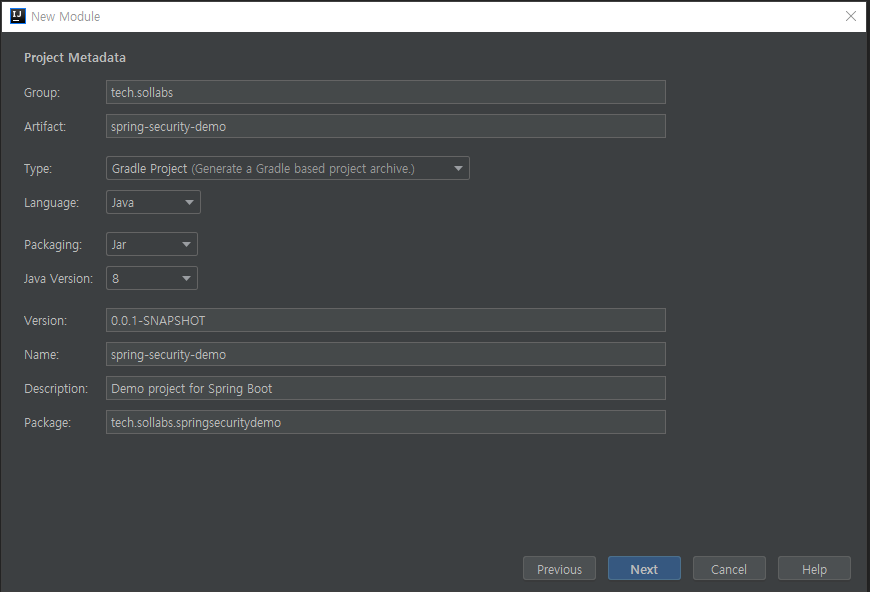 New Module
Project Metadata
Group: tech.sollabs
Artifact: spring-security-demo
Type: Gradle Project (Generate a Gradle based project archive.)
Language: Java
Packaging: Jar
Java Version: 8
Version: 0.0.1-SNAPSHOT
Name: spring-security-demo
Description: Demo project for Spring Boot
Package: tech.sollabs.springsecuritydemo
Previous Next Cancel Help